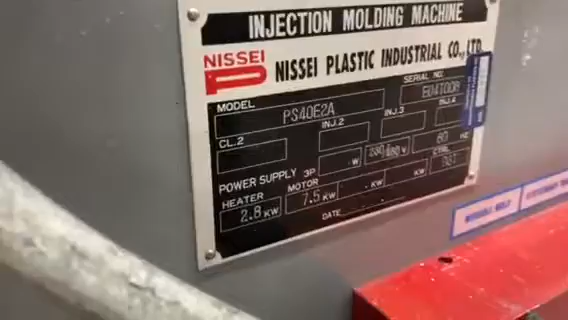 INJECTION MOLDING MACHINE
NISSEI
NISSEI PLASTIC INDUSTRIAL CO., LTD.
MODEL PS40E2A
SERIAL NO.
CL.2 INJ.2 INJ.3 INJ.4
POWER SUPPLY 3P W V 60 HZ
HEATER 2.8 KW MOTOR 7.5 KW KW KW CTRL
DATE